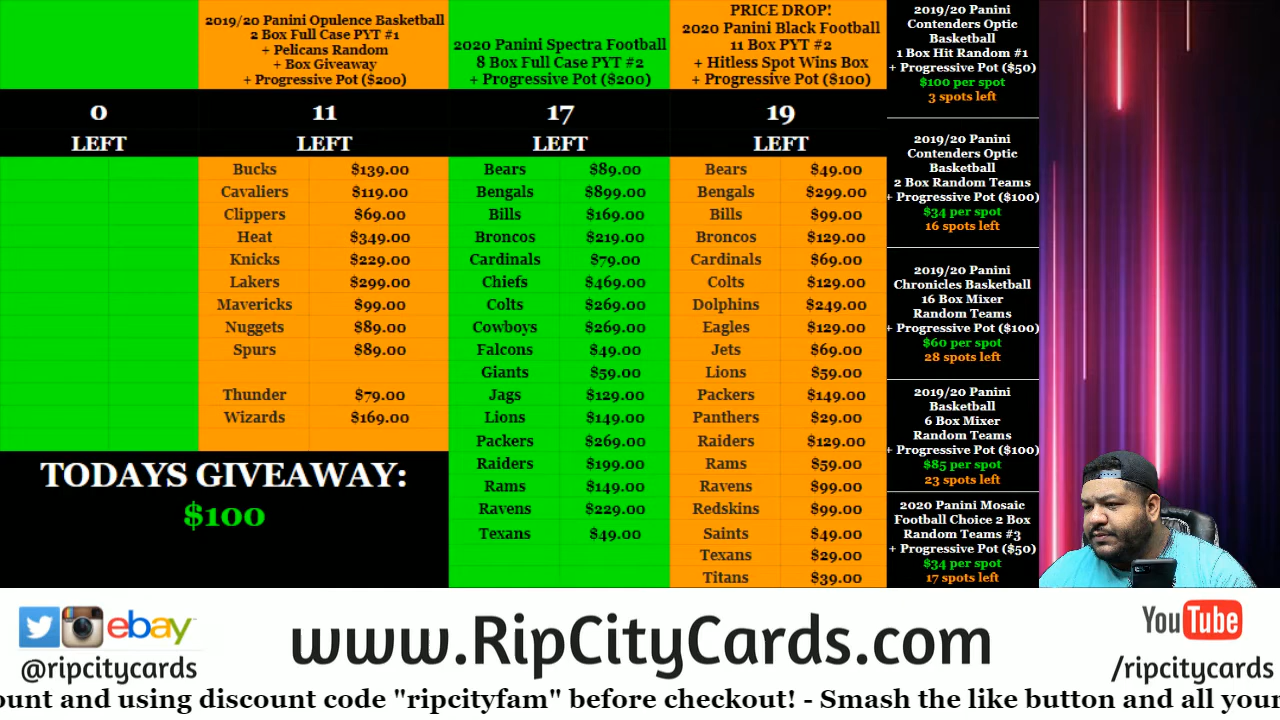 0
LEFT
2019/20 Panini Opulence Basketball
2 Box Full Case PYT #1
+ Pelicans Random
+ Box Giveaway
+ Progressive Pot ($200)
11
LEFT
Bucks $139.00
Cavaliers $119.00
Clippers $69.00
Heat $349.00
Knicks $229.00
Lakers $299.00
Mavericks $99.00
Nuggets $89.00
Spurs $89.00
Thunder $79.00
Wizards $169.00
TODAYS GIVEAWAY:
$100
2020 Panini Spectra Football
8 Box Full Case PYT #2
+ Progressive Pot ($200)
17
LEFT
Bears $89.00
Bengals $899.00
Bills $169.00
Broncos $219.00
Cardinals $79.00
Chiefs $469.00
Colts $269.00
Cowboys $269.00
Falcons $49.00
Giants $59.00
Jags $129.00
Lions $149.00
Packers $269.00
Raiders $199.00
Rams $149.00
Ravens $229.00
Texans $49.00
PRICE DROP!
2020 Panini Black Football
11 Box PYT #2
+ Hitless Spot Wins Box
+ Progressive Pot ($100)
19
LEFT
Bears $49.00
Bengals $299.00
Bills $99.00
Broncos $129.00
Cardinals $69.00
Colts $129.00
Dolphins $249.00
Eagles $129.00
Jets $69.00
Lions $59.00
Packers $149.00
Panthers $29.00
Raiders $129.00
Rams $59.00
Ravens $99.00
Redskins $99.00
Saints $49.00
Texans $29.00
Titans $39.00
2019/20 Panini
Contenders Optic
Basketball
1 Box Hit Random #1
+ Progressive Pot ($50)
$100 per spot
3 spots left
2019/20 Panini
Contenders Optic
Basketball
2 Box Random Teams
+ Progressive Pot ($100)
$34 per spot
16 spots left
2019/20 Panini
Chronicles Basketball
16 Box Mixer
Random Teams
+ Progressive Pot ($100)
$60 per spot
28 spots left
2019/20 Panini
Basketball
6 Box Mixer
Random Teams
+ Progressive Pot ($100)
$85 per spot
23 spots left
2020 Panini Mosaic
Football Choice 2 Box
Random Teams #3
+ Progressive Pot ($50)
$34 per spot
17 spots left
ebay
@ripcitycards
www.RipCityCards.com
YouTube
/ripcitycards
ount and using discount code "ripcityfam" before checkout! - Smash the like button and all your